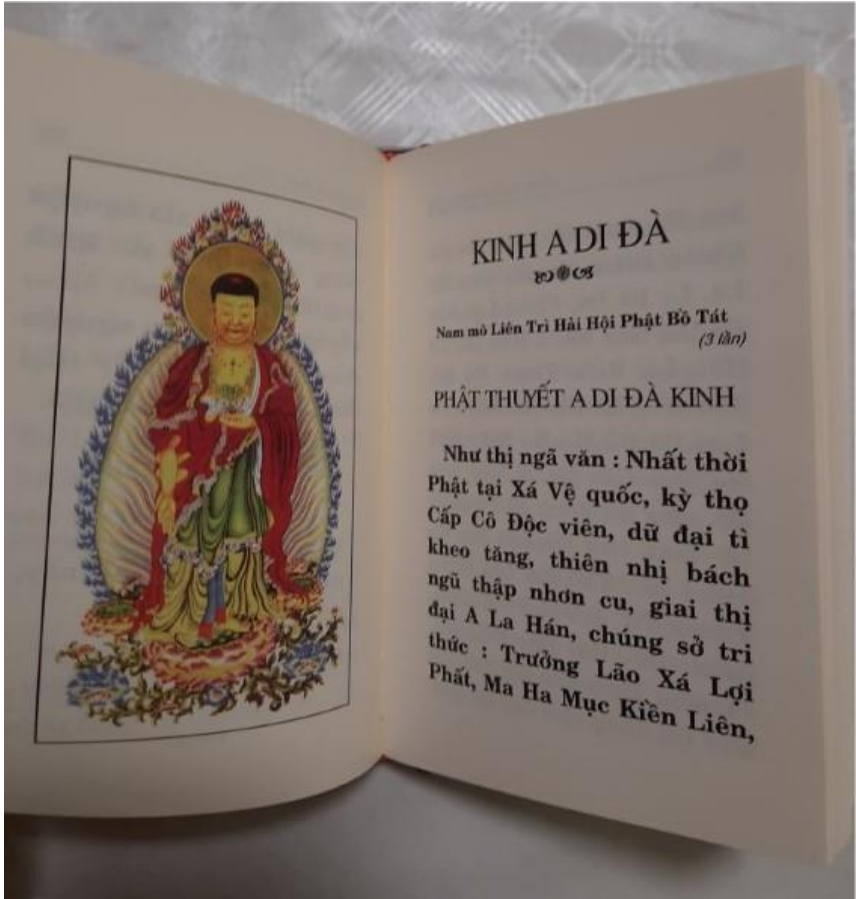 KINH A DI ĐÀ
Nam mô Liên Trì Hải Hội Phật Bồ Tát
(3 lần)
PHẬT THUYẾT A DI ĐÀ KINH
Như thị ngã văn : Nhất thời
Phật tại Xá Vệ quốc, kỳ thọ
Cấp Cô Độc viên, dữ đại tì
kheo tăng, thiên nhị bách
ngũ thập nhơn cu, giai thị
đại A La Hán, chúng sở tri
thức : Trưởng Lão Xá Lợi
Phất, Ma Ha Mục Kiền Liên,